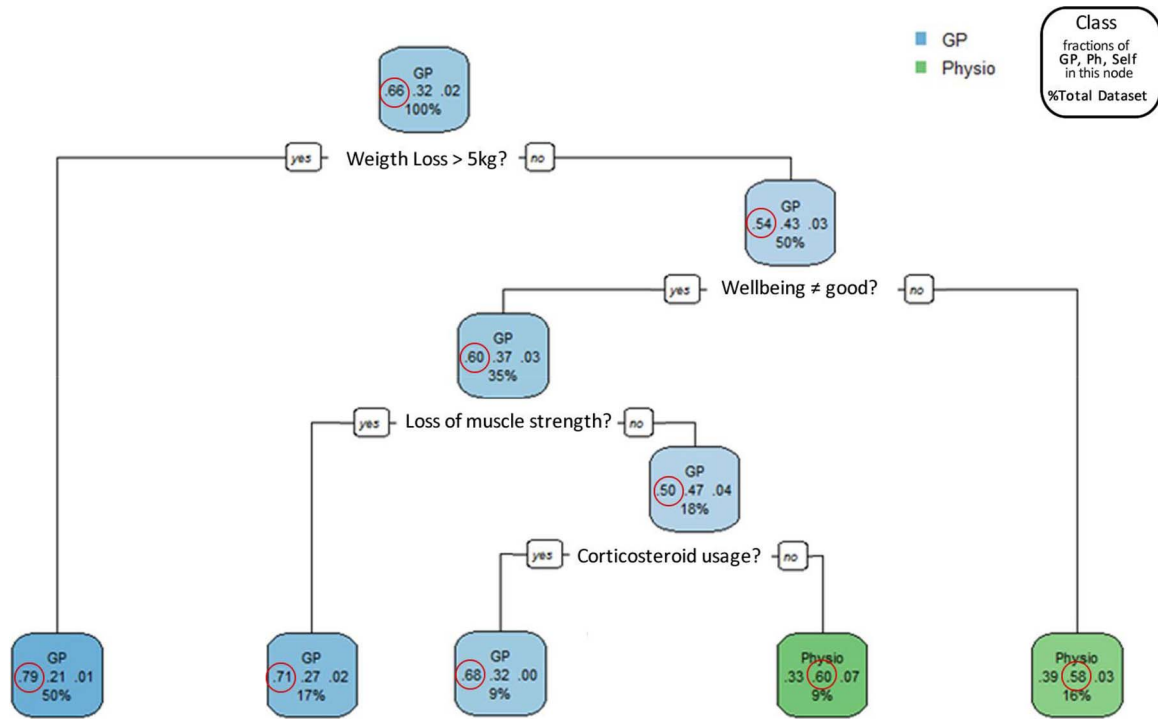 GP
Physio
Class
fractions of
GP, Ph, Self
in this node
%Total Dataset
GP
.66 .32 .02
100%
yes Weigth Loss > 5kg? no
GP
.54 .43 .03
50%
yes Wellbeing ≠ good? no
GP
.60 .37 .03
35%
yes Loss of muscle strength? no
GP
.50 .47 .04
18%
yes Corticosteroid usage? no
GP
.79 .21 .01
50%
GP
.71 .27 .02
17%
GP
.68 .32 .00
9%
Physio
.33 .60 .07
9%
Physio
.39 .58 .03
16%